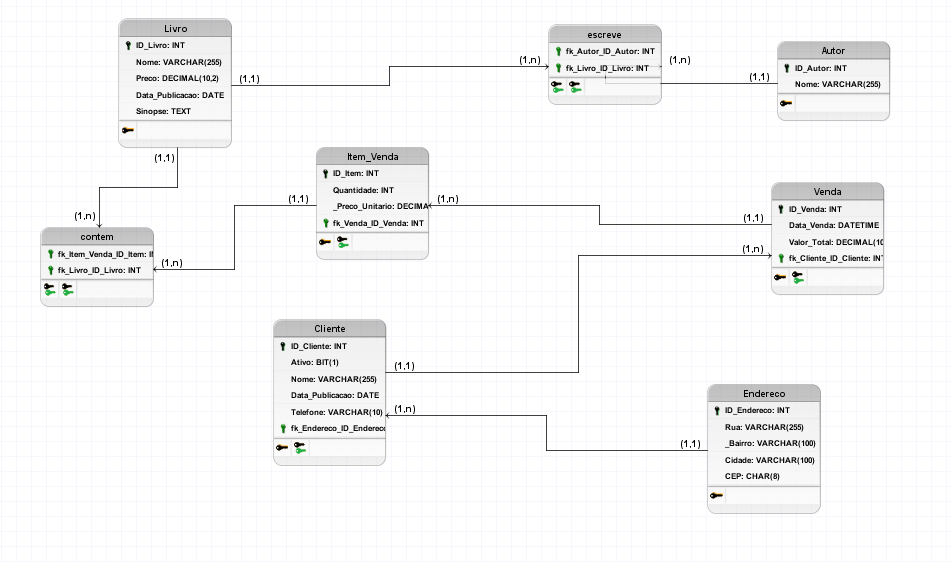 Livro
ID_Livro: INT
Nome: VARCHAR(255)
Preco: DECIMAL(10,2)
Data_Publicacao: DATE
Sinopse: TEXT
(1,1)
(1,n)
escreve
fk_Autor_ID_Autor: INT
fk_Livro_ID_Livro: INT
(1,n)
(1,1)
Autor
ID_Autor: INT
Nome: VARCHAR(255)
(1,1)
(1,n)
contem
fk_Item_Venda_ID_Item:
fk_Livro_ID_Livro: INT
(1,n)
(1,1)
Item_Venda
ID_Item: INT
Quantidade: INT
_Preco_Unitario: DECIMA
fk_Venda_ID_Venda: INT
(1,n)
(1,1)
Venda
ID_Venda: INT
Data_Venda: DATETIME
Valor_Total: DECIMAL(10
fk_Cliente_ID_Cliente: IN
(1,n)
Cliente
ID_Cliente: INT
Ativo: BIT(1)
Nome: VARCHAR(255)
Data_Publicacao: DATE
Telefone: VARCHAR(10)
fk_Endereco_ID_Enderec
(1,1)
(1,n)
(1,1)
Endereco
ID_Endereco: INT
Rua: VARCHAR(255)
_Bairro: VARCHAR(100)
Cidade: VARCHAR(100)
CEP: CHAR(8)